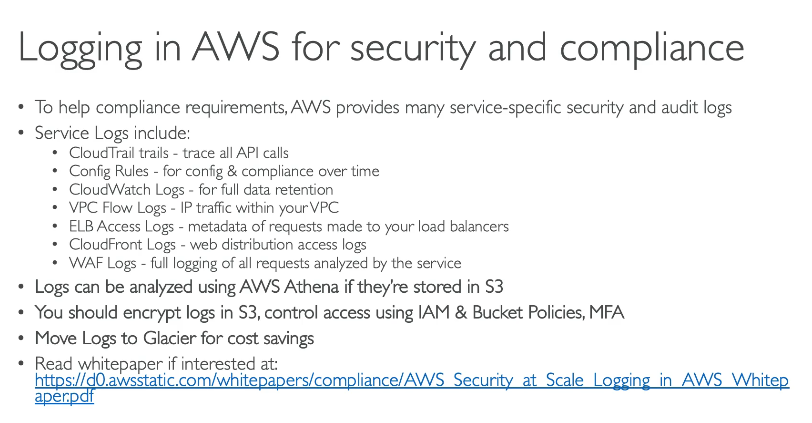 Logging in AWS for security and compliance
• To help compliance requirements, AWS provides many service-specific security and audit logs
• Service Logs include:
• CloudTrail trails - trace all API calls
• Config Rules - for config & compliance over time
• CloudWatch Logs - for full data retention
• VPC Flow Logs - IP traffic within your VPC
• ELB Access Logs - metadata of requests made to your load balancers
• CloudFront Logs - web distribution access logs
• WAF Logs - full logging of all requests analyzed by the service
• Logs can be analyzed using AWS Athena if they're stored in S3
• You should encrypt logs in S3, control access using IAM & Bucket Policies, MFA
• Move Logs to Glacier for cost savings
• Read whitepaper if interested at:
https://d0.awsstatic.com/whitepapers/compliance/AWS_Security_at_Scale_Logging_in_AWS_Whitep
aper.pdf